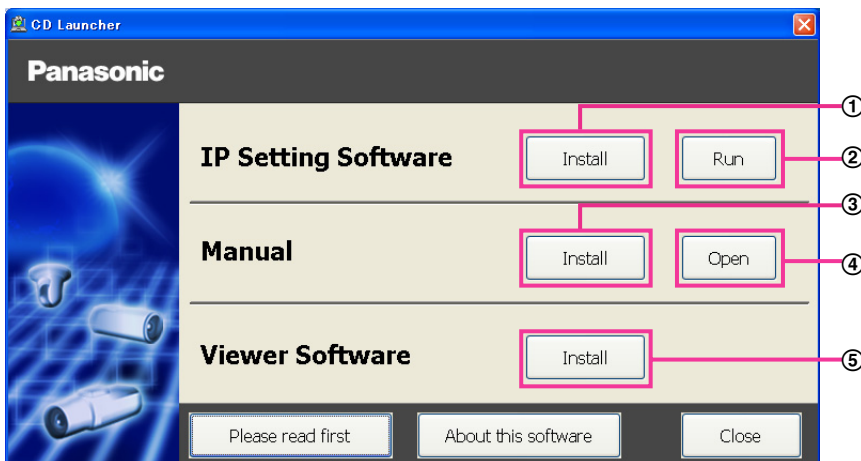 CD Launcher
Panasonic
①
IP Setting Software Install Run ②
③
Manual Install Open ④
Viewer Software Install ⑤
Please read first About this software Close